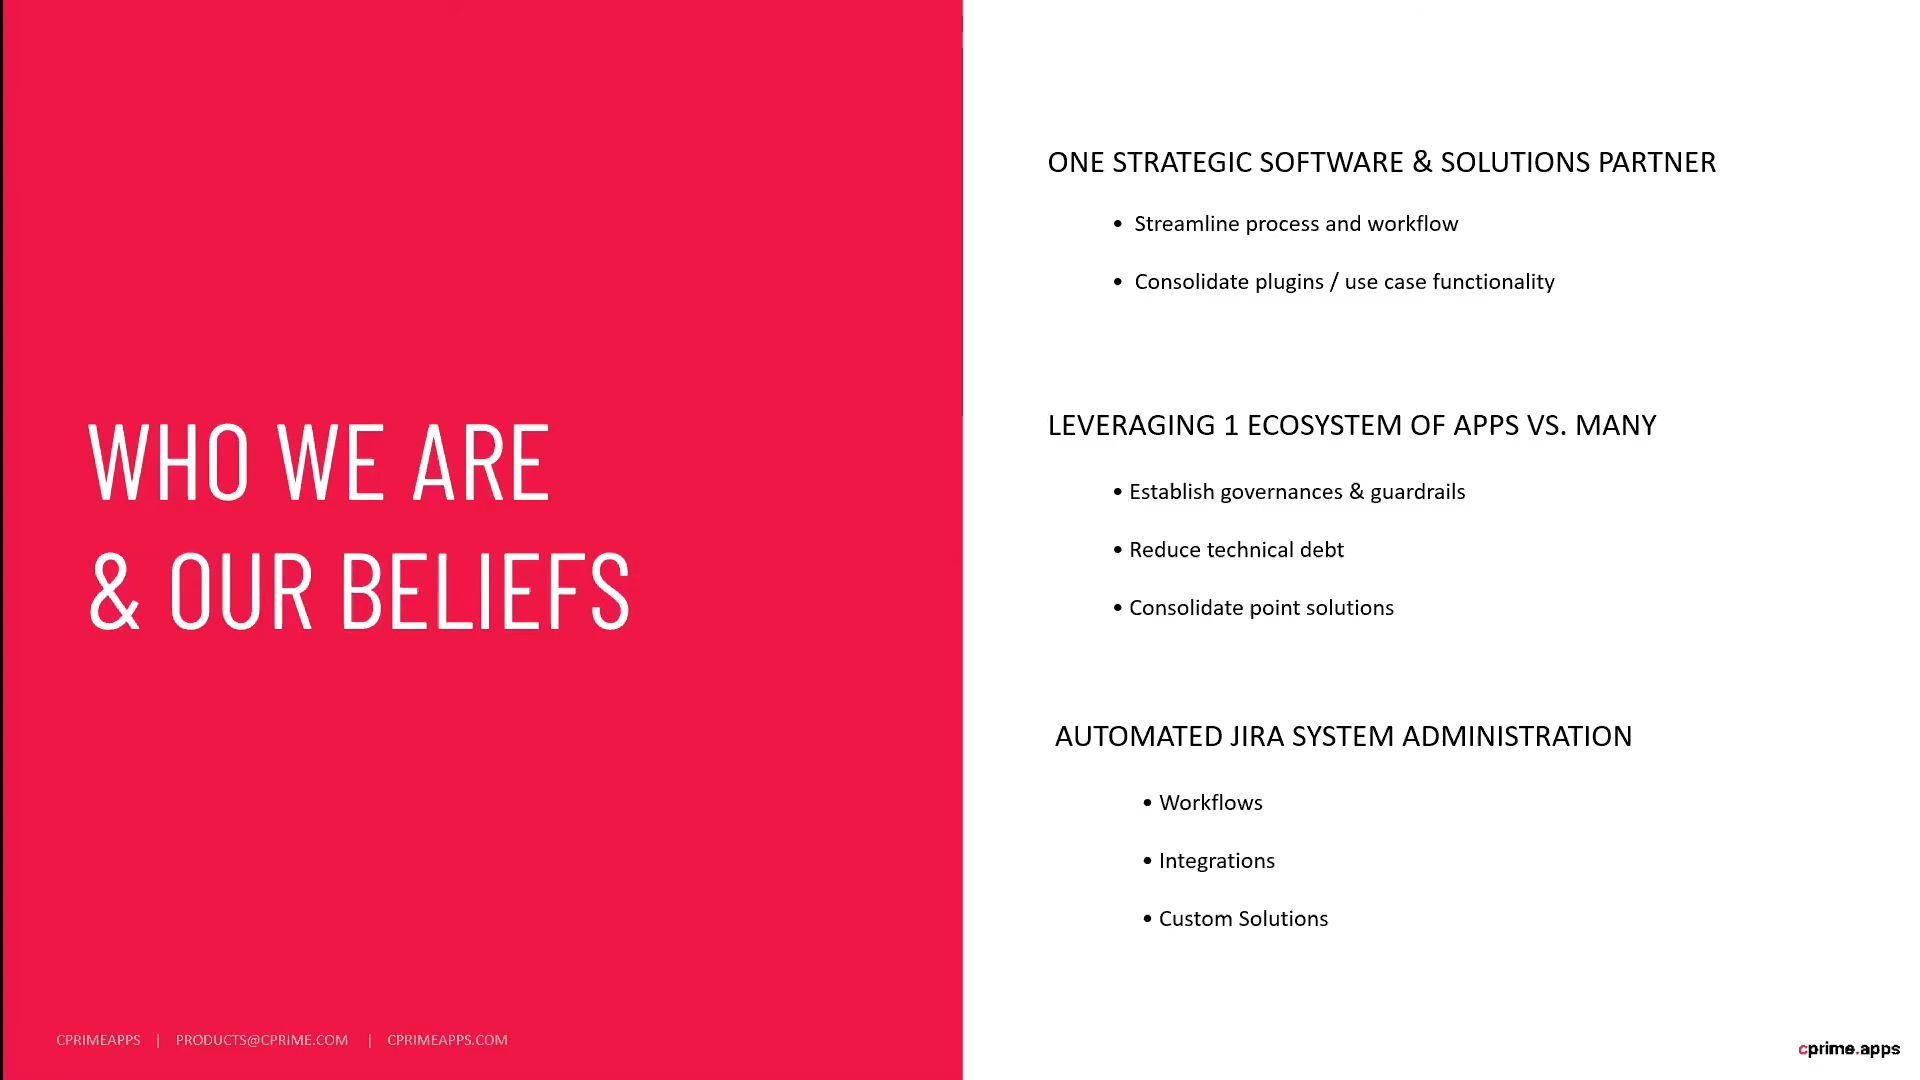 WHO WE ARE
& OUR BELIEFS
CPRIMEAPPS | PRODUCTS@CPRIME.COM | CPRIMEAPPS.COM
ONE STRATEGIC SOFTWARE & SOLUTIONS PARTNER
• Streamline process and workflow
• Consolidate plugins / use case functionality
LEVERAGING 1 ECOSYSTEM OF APPS VS. MANY
• Establish governances & guardrails
• Reduce technical debt
• Consolidate point solutions
AUTOMATED JIRA SYSTEM ADMINISTRATION
• Workflows
• Integrations
• Custom Solutions
cprime.apps